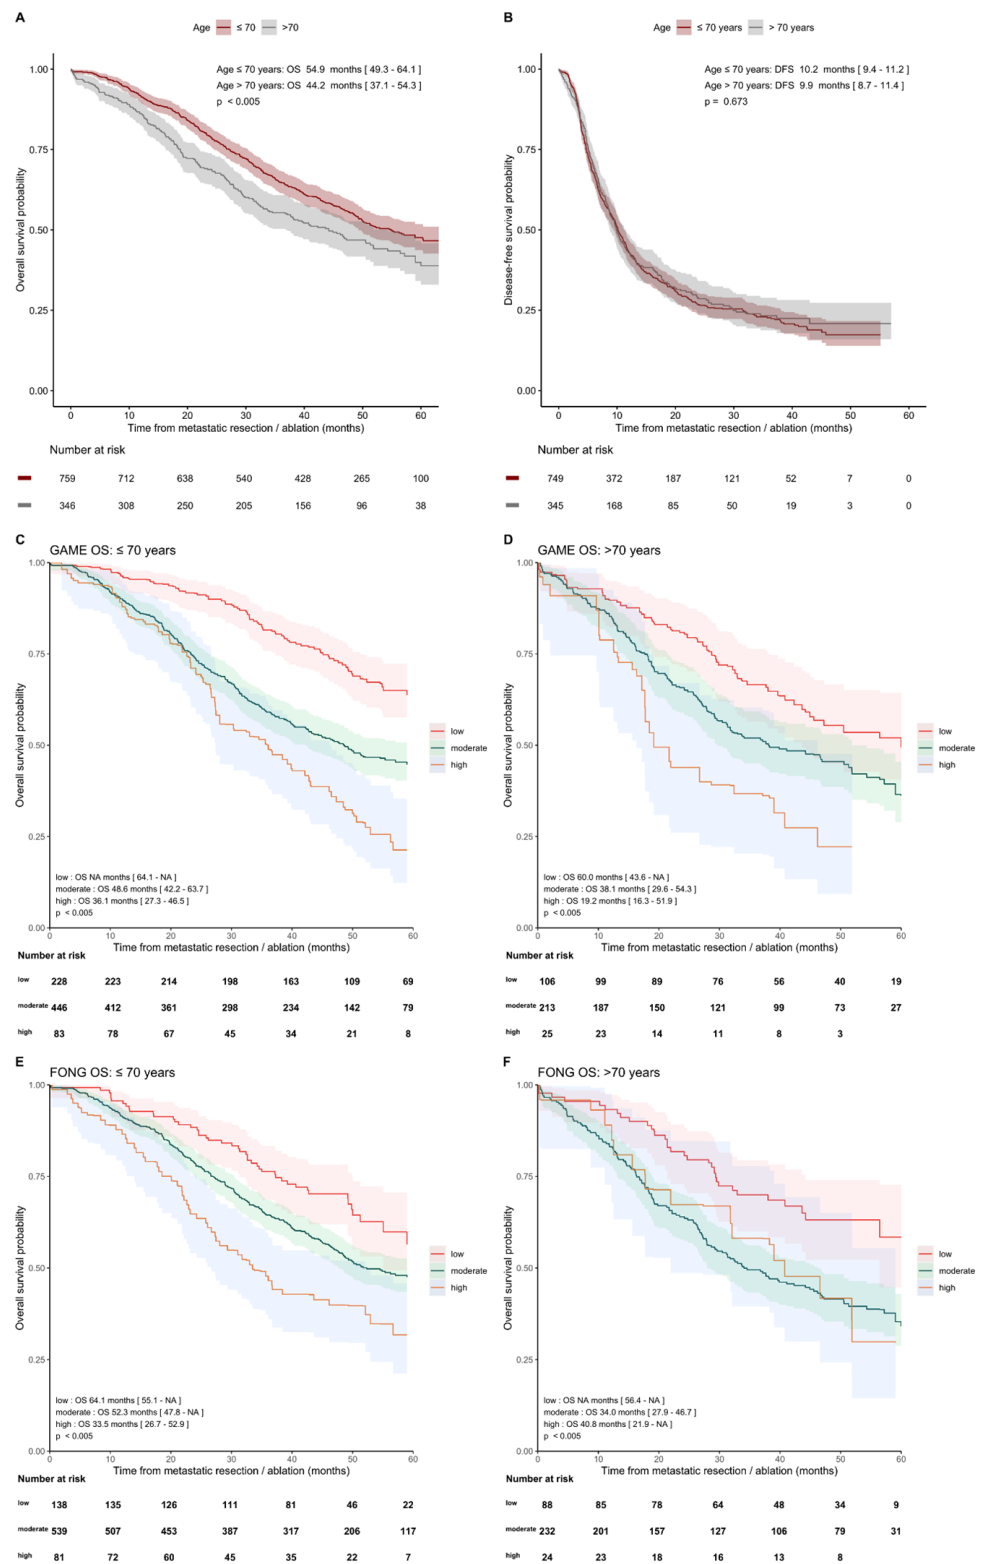 A
Age ≤ 70 >70
Overall survival probability
1.00
0.75
0.50
0.25
0.00
Age ≤ 70 years: OS 54.9 months [ 49.3 - 64.1 ]
Age > 70 years: OS 44.2 months [ 37.1 - 54.3 ]
p < 0.005
0 10 20 30 40 50 60
Time from metastatic resection / ablation (months)
Number at risk
759 712 638 540 428 265 100
346 308 250 205 156 96 38
B
Age ≤ 70 years > 70 years
Disease-free survival probability
1.00
0.75
0.50
0.25
0.00
Age ≤ 70 years: DFS 10.2 months [ 9.4 - 11.2 ]
Age > 70 years: DFS 9.9 months [ 8.7 - 11.4 ]
p = 0.673
0 10 20 30 40 50 60
Time from metastatic resection / ablation (months)
Number at risk
749 372 187 121 52 7 0
345 168 85 50 19 3 0
C
GAME OS: ≤ 70 years
Overall survival probability
1.00
0.75
0.50
0.25
0.00
low
moderate
high
low : OS NA months [ 64.1 - NA ]
moderate : OS 48.6 months [ 42.2 - 63.7 ]
high : OS 36.1 months [ 27.3 - 46.5 ]
p < 0.005
0 10 20 30 40 50 60
Time from metastatic resection / ablation (months)
Number at risk
low 228 223 214 198 163 109 69
moderate 446 412 361 298 234 142 79
high 83 78 67 45 34 21 8
D
GAME OS: >70 years
Overall survival probability
1.00
0.75
0.50
0.25
0.00
low
moderate
high
low : OS 60.0 months [ 43.6 - NA ]
moderate : OS 38.1 months [ 29.6 - 54.3 ]
high : OS 19.2 months [ 16.3 - 51.9 ]
p < 0.005
0 10 20 30 40 50 60
Time from metastatic resection / ablation (months)
Number at risk
low 106 99 89 76 56 40 19
moderate 213 187 150 121 99 73 27
high 25 23 14 11 8 3
E
FONG OS: ≤ 70 years
Overall survival probability
1.00
0.75
0.50
0.25
0.00
low
moderate
high
low : OS 64.1 months [ 55.1 - NA ]
moderate : OS 52.3 months [ 47.8 - NA ]
high : OS 33.5 months [ 26.7 - 52.9 ]
p < 0.005
0 10 20 30 40 50 60
Time from metastatic resection / ablation (months)
Number at risk
low 138 135 126 111 81 46 22
moderate 539 507 453 387 317 206 117
high 81 72 60 45 35 22 7
F
FONG OS: >70 years
Overall survival probability
1.00
0.75
0.50
0.25
0.00
low
moderate
high
low : OS NA months [ 56.4 - NA ]
moderate : OS 34.0 months [ 27.9 - 46.7 ]
high : OS 40.8 months [ 21.9 - NA ]
p < 0.005
0 10 20 30 40 50 60
Time from metastatic resection / ablation (months)
Number at risk
low 88 85 78 64 48 34 9
moderate 232 201 157 127 106 79 31
high 24 23 18 16 13 8